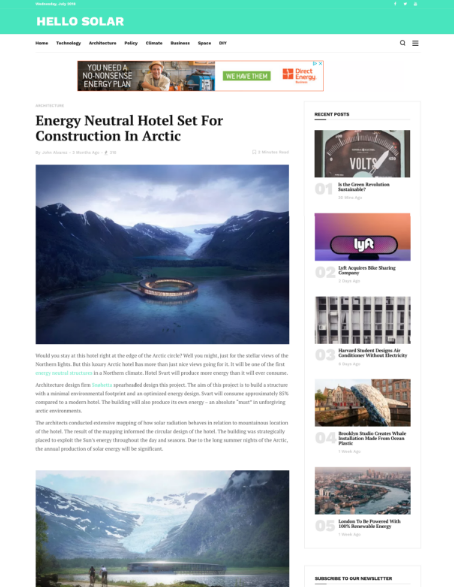 Wednesday, July 2018
HELLO SOLAR
Home Technology Architecture Policy Climate Business Space DIY
YOU NEED A
NO-NONSENSE
ENERGY PLAN
WE HAVE THEM
Direct
Energy
ARCHITECTURE
Energy Neutral Hotel Set For
Construction In Arctic
By John Allsion - 2 Months Ago
5 Minutes Read
Would you stay at this hotel right at the edge of the Arctic circle? Well you might, just for the stellar views of the
Northern lights. But this luxury Arctic hotel has more than just nice views going for it. It will be one of the first
energy neutral structures in a Northern climate. Hotel Svart will produce more energy than it will ever consume.
Architecture design firm Snøhetta spearheaded design this project. The aim of this project is to build a structure
with a minimal environmental footprint and an optimized energy design. Svart will consume approximately 85%
compared to a modern hotel. The building will also produce its own energy – an absolute "must" in unforgiving
arctic environments.
The architects conducted extensive mapping of how solar radiation behaves in relation to mountainous location
of the hotel. The result of the mapping informed the circular design of the hotel. The building was strategically
placed to exploit the Sun's energy throughout the day and seasons. Due to the long summer nights of the Arctic,
the annual production of solar energy will be significant.
RECENT POSTS
VOLTS
01
Is the Green Revolution
Sustainable?
lyft
02
Lyft Acquires Bike Sharing
Company
2 Days Ago
03
Harvard Student Designs Air
Conditioner Without Electricity
4 Days Ago
04
Brooklyn Studio Creates Whale
Installation Made From Ocean
Plastic
1 Week Ago
05
London To Be Powered With
100% Renewable Energy
1 Week Ago
SUBSCRIBE TO OUR NEWSLETTER